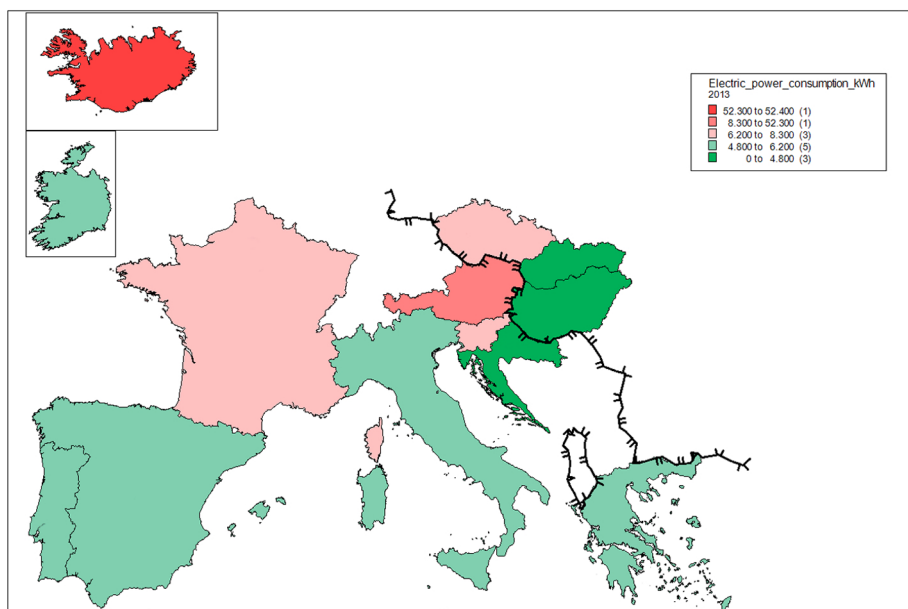 Electric_power_consumption_kWh
2013
52.300 to 52.400 (1)
8.300 to 52.300 (1)
6.200 to 8.300 (3)
4.800 to 6.200 (5)
0 to 4.800 (3)